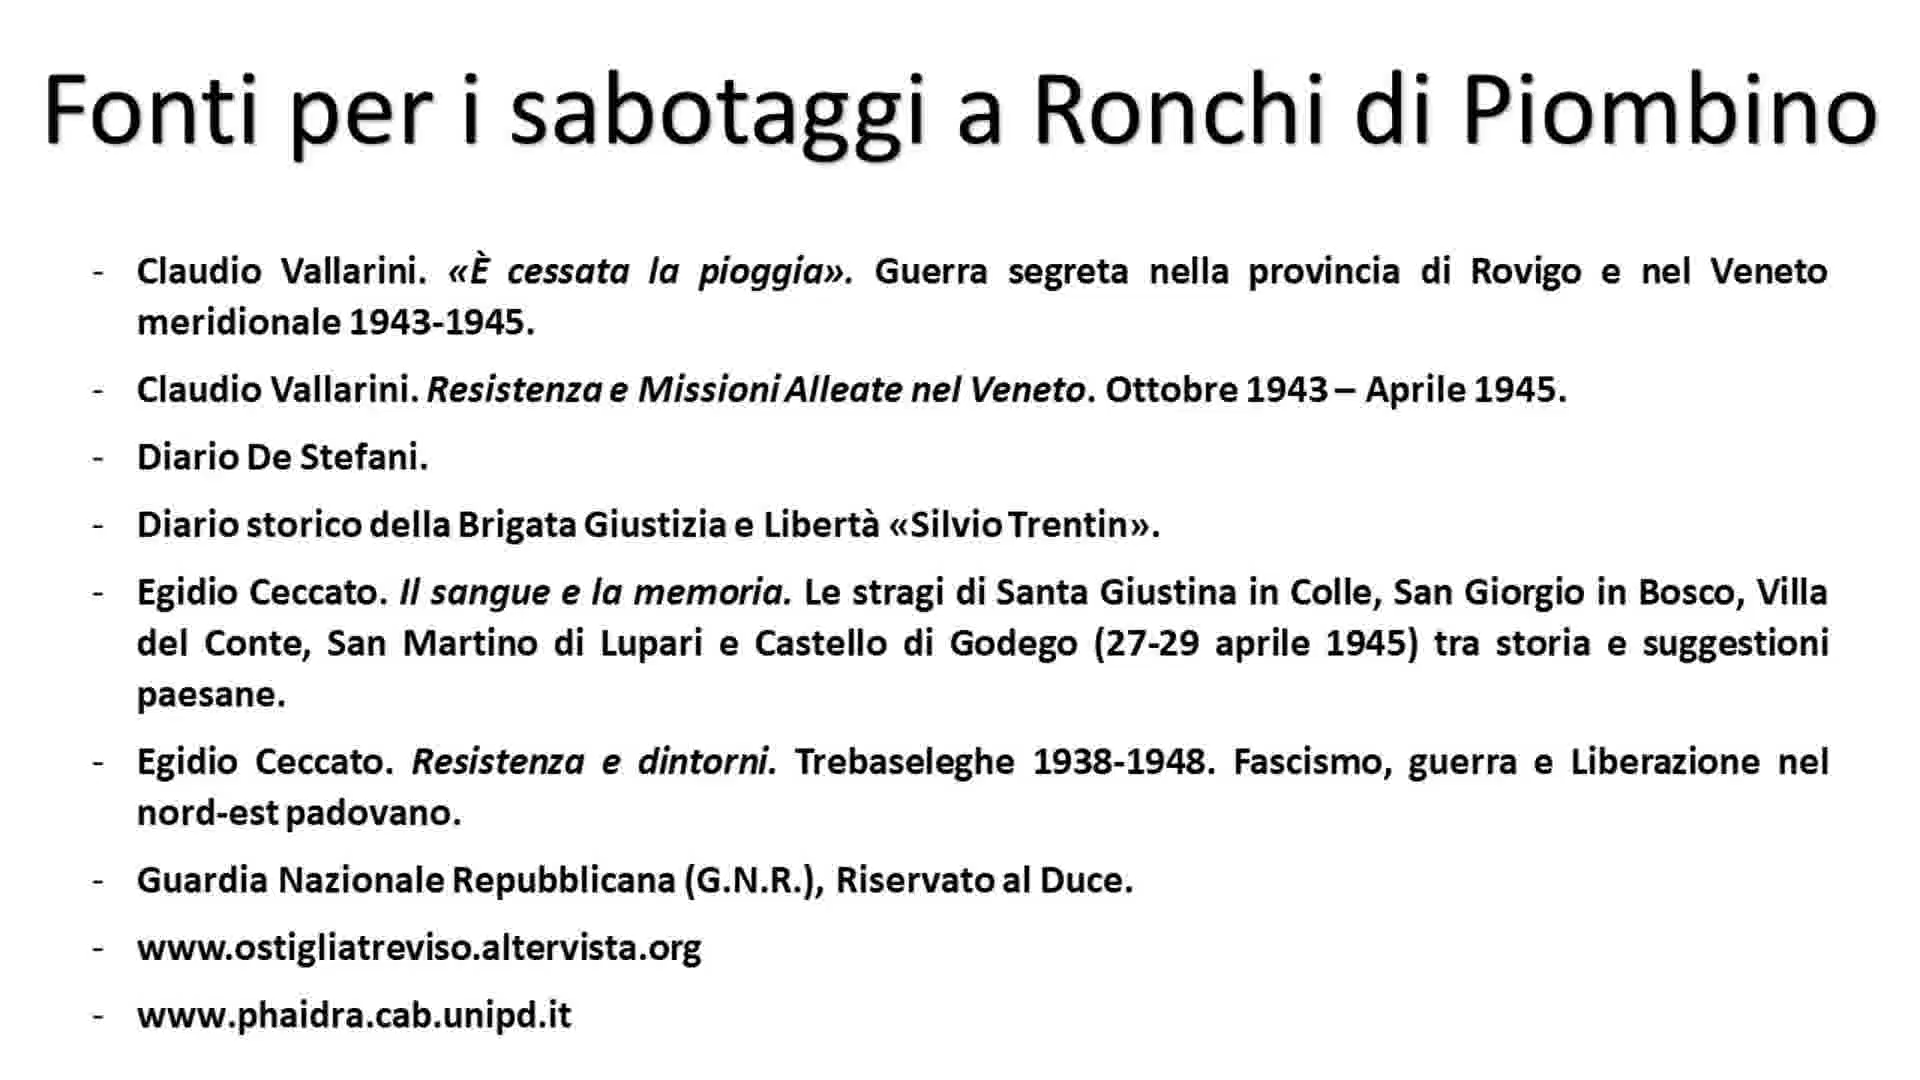 Fonti per i sabotaggi a Ronchi di Piombino
- Claudio Vallarini. «È cessata la pioggia». Guerra segreta nella provincia di Rovigo e nel Veneto
meridionale 1943-1945.
- Claudio Vallarini. Resistenza e Missioni Alleate nel Veneto. Ottobre 1943 – Aprile 1945.
- Diario De Stefani.
- Diario storico della Brigata Giustizia e Libertà «Silvio Trentin».
- Egidio Ceccato. Il sangue e la memoria. Le stragi di Santa Giustina in Colle, San Giorgio in Bosco, Villa
del Conte, San Martino di Lupari e Castello di Godego (27-29 aprile 1945) tra storia e suggestioni
paesane.
- Egidio Ceccato. Resistenza e dintorni. Trebaseleghe 1938-1948. Fascismo, guerra e Liberazione nel
nord-est padovano.
- Guardia Nazionale Repubblicana (G.N.R.), Riservato al Duce.
- www.ostigliatreviso.altervista.org
- www.phaidra.cab.unipd.it